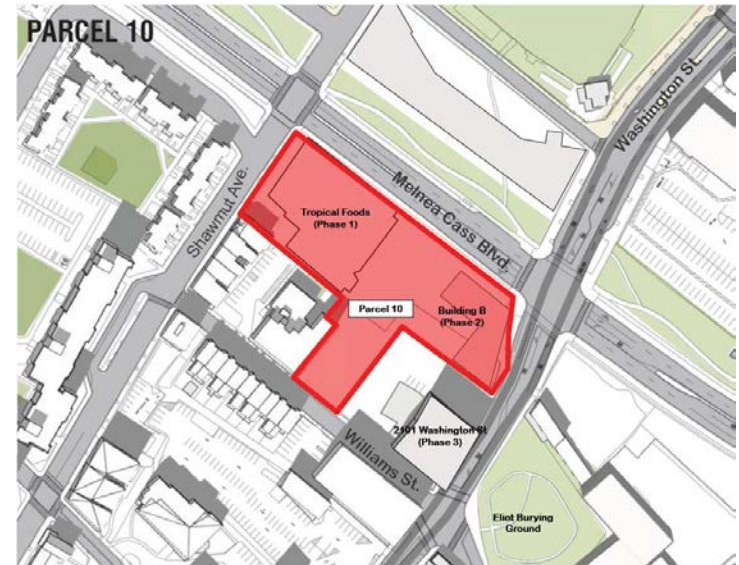 PARCEL 10
Washington St.
Shawmut Ave.
Melnea Cass Blvd.
Tropical Foods
(Phase 1)
Parcel 10
Building B
(Phase 2)
2101 Washington St
(Phase 3)
Williams St.
Eliot Burying
Ground